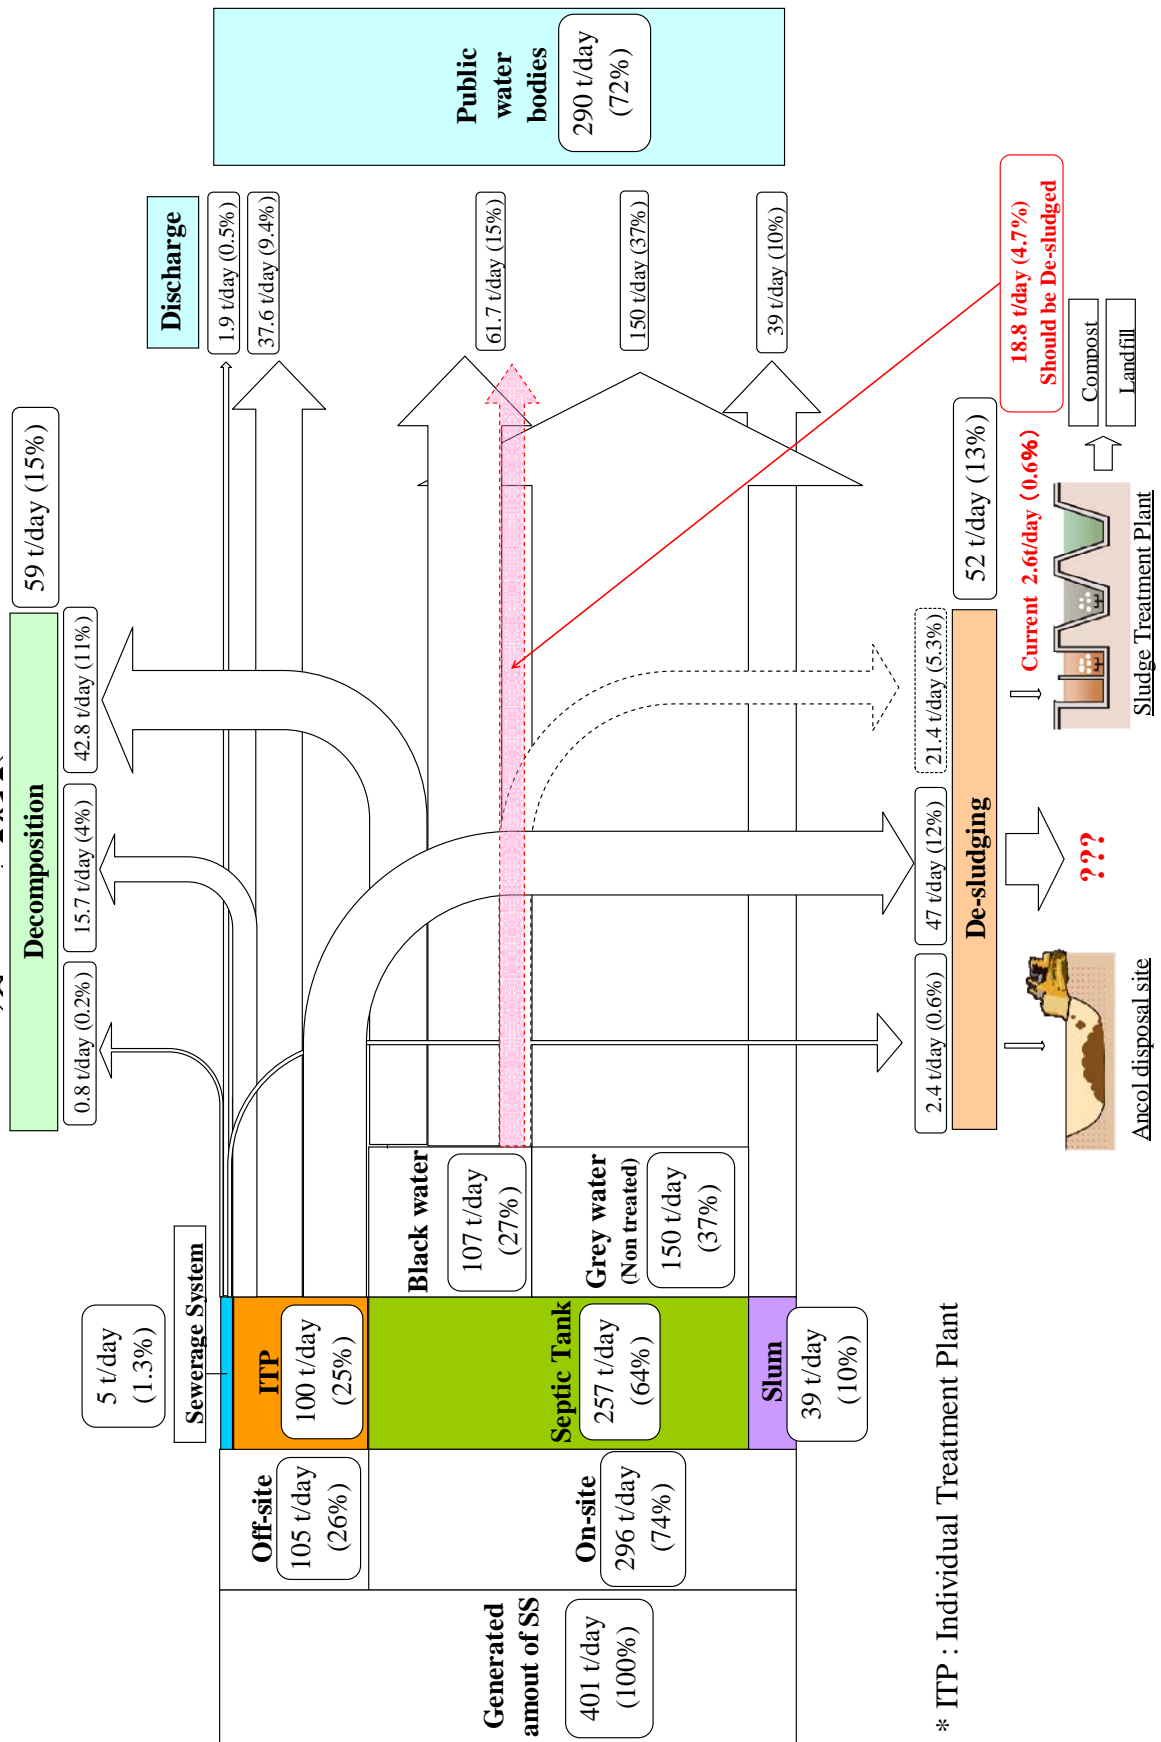 Decomposition
59 t/day (15%)
0.8 t/day (0.2%)
15.7 t/day (4%)
42.8 t/day (11%)
Discharge
1.9 t/day (0.5%)
37.6 t/day (9.4%)
61.7 t/day (15%)
150 t/day (37%)
39 t/day (10%)
Public
water
bodies
290 t/day
(72%)
5 t/day
(1.3%)
Sewerage System
ITP
100 t/day
(25%)
Septic Tank
257 t/day
(64%)
Slum
39 t/day
(10%)
Black water
107 t/day
(27%)
Grey water
(Non treated)
150 t/day
(37%)
Off-site
105 t/day
(26%)
On-site
296 t/day
(74%)
Generated
amout of SS
401 t/day
(100%)
2.4 t/day (0.6%)
47 t/day (12%)
21.4 t/day (5.3%)
De-sludging
52 t/day (13%)
18.8 t/day (4.7%)
Should be De-sludged
Current 2.6t/day (0.6%)
???
Compost
Landfill
Ancol disposal site
Sludge Treatment Plant
* ITP : Individual Treatment Plant